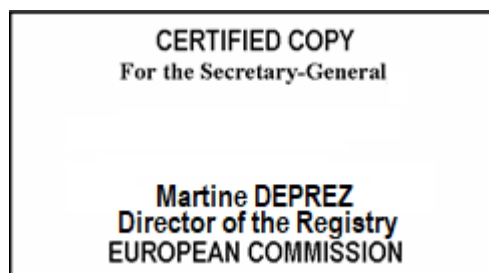 CERTIFIED COPY
For the Secretary-General
Martine DEPREZ
Director of the Registry
EUROPEAN COMMISSION